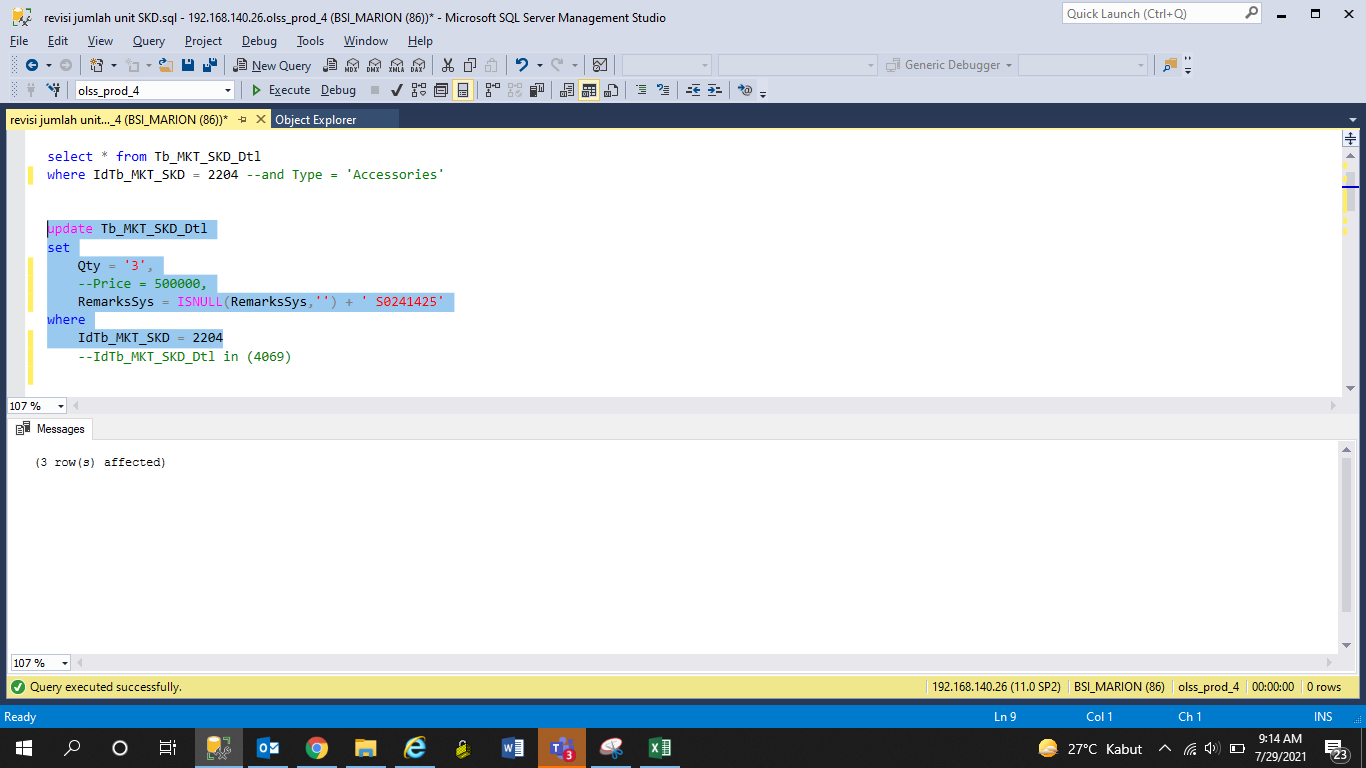 revisi jumlah unit SKD.sql - 192.168.140.26.olss_prod_4 (BSI_MARION (86))* - Microsoft SQL Server Management Studio
Quick Launch (Ctrl+Q)
File Edit View Query Project Debug Tools Window Help
New Query MDX DMX XMLA DAX Generic Debugger
olss_prod_4 Execute Debug
revisi jumlah unit..._4 (BSI_MARION (86))* Object Explorer
select * from Tb_MKT_SKD_Dtl
where IdTb_MKT_SKD = 2204 --and Type = 'Accessories'
update Tb_MKT_SKD_Dtl
set
Qty = '3',
--Price = 500000,
RemarksSys = ISNULL(RemarksSys,'') + ' S0241425'
where
IdTb_MKT_SKD = 2204
--IdTb_MKT_SKD_Dtl in (4069)
107 %
Messages
(3 row(s) affected)
107 %
Query executed successfully. 192.168.140.26 (11.0 SP2) BSI_MARION (86) olss_prod_4 00:00:00 0 rows
Ready Ln 9 Col 1 Ch 1 INS
3 27°C Kabut 9:14 AM
7/29/2021 23